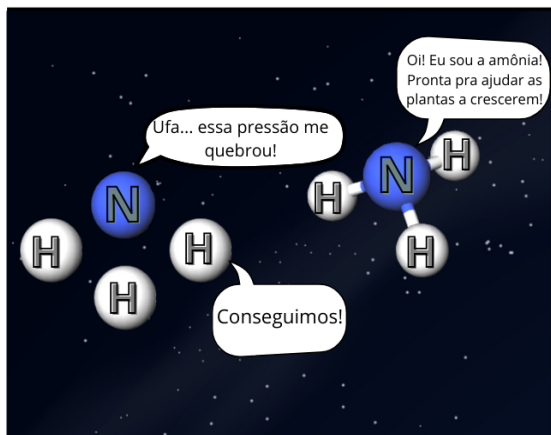 Oi! Eu sou a amônia!
Pronta pra ajudar as
plantas a crescerem!
Ufa... essa pressão me
quebrou!
N
H
H
H
N
H
H
H
Conseguimos!